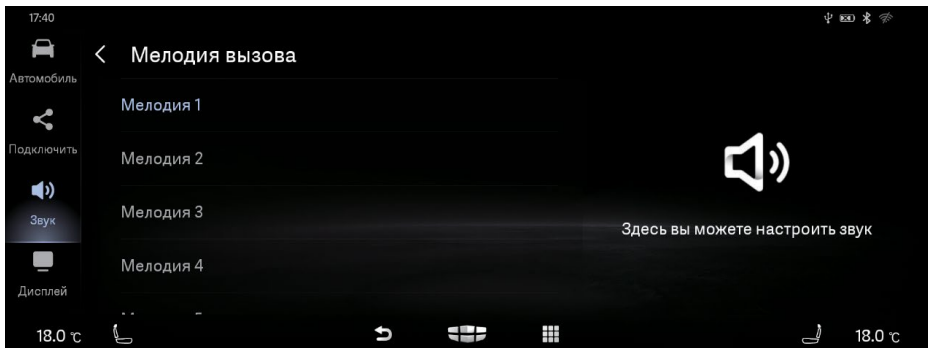 17:40
Автомобиль
Подключить
Звук
Дисплей
Мелодия вызова
Мелодия 1
Мелодия 2
Мелодия 3
Мелодия 4
Здесь вы можете настроить звук
18.0 °C
18.0 °C